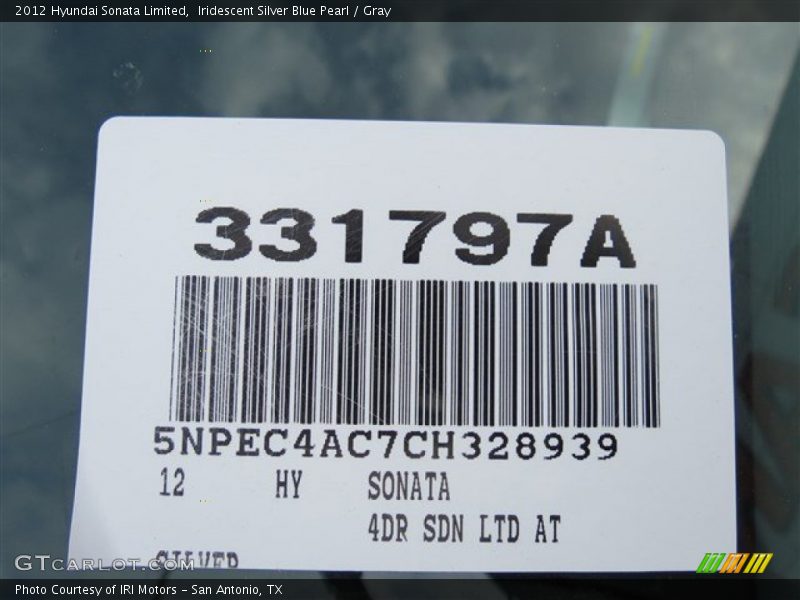 2012 Hyundai Sonata Limited,  Iridescent Silver Blue Pearl / Gray
331797A
5NPEC4AC7CH328939
12 HY SONATA
4DR SDN LTD AT
SILVER
GTCARLOT.COM
Photo Courtesy of IRI Motors - San Antonio, TX